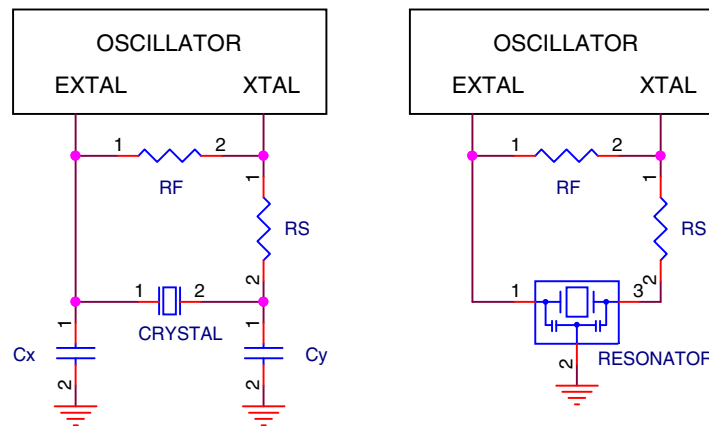 OSCILLATOR
EXTAL XTAL
1 2
RF
1
RS
2
1 2
CRYSTAL
1
Cx
2
1
Cy
2
OSCILLATOR
EXTAL XTAL
1 2
RF
1
RS
2
1 3
2
RESONATOR